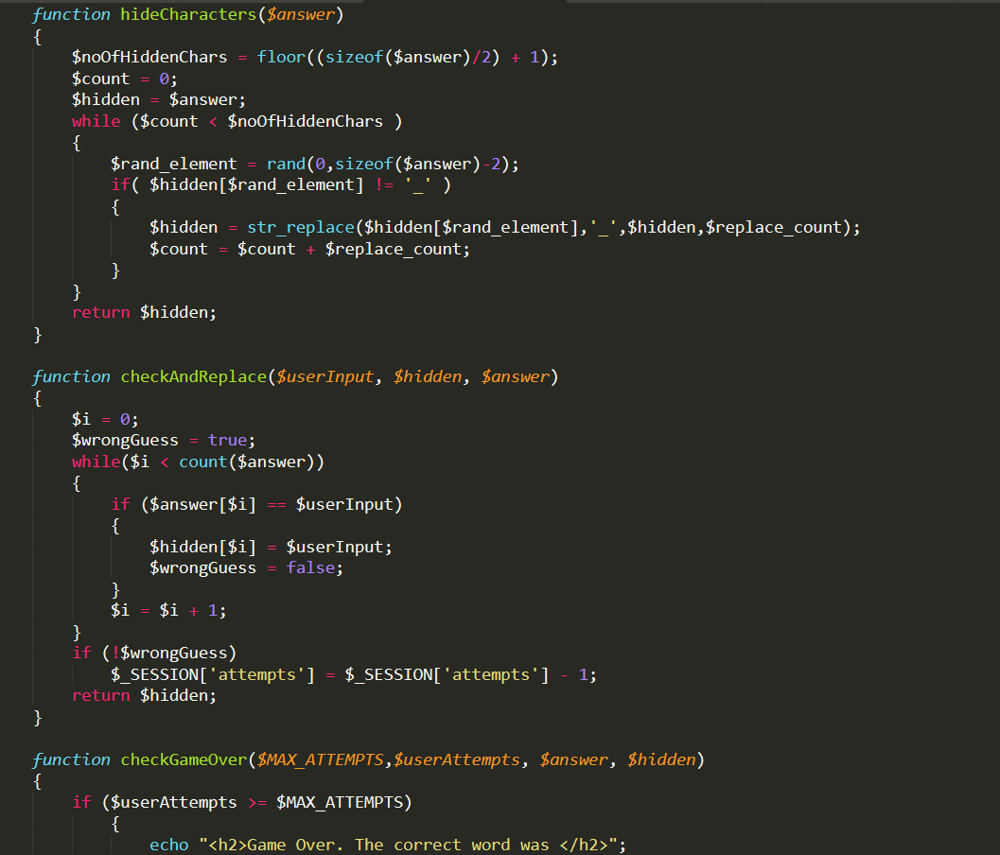 function hideCharacters($answer)
{
    $noOfHiddenChars = floor((sizeof($answer)/2) + 1);
    $count = 0;
    $hidden = $answer;
    while ($count < $noOfHiddenChars )
    {
        $rand_element = rand(0,sizeof($answer)-2);
        if( $hidden[$rand_element] != '_' )
        {
            $hidden = str_replace($hidden[$rand_element],'_',$hidden,$replace_count);
            $count = $count + $replace_count;
        }
    }
    return $hidden;
}

function checkAndReplace($userInput, $hidden, $answer)
{
    $i = 0;
    $wrongGuess = true;
    while($i < count($answer))
    {
        if ($answer[$i] == $userInput)
        {
            $hidden[$i] = $userInput;
            $wrongGuess = false;
        }
        $i = $i + 1;
    }
    if (!$wrongGuess)
        $_SESSION['attempts'] = $_SESSION['attempts'] - 1;
    return $hidden;
}

function checkGameOver($MAX_ATTEMPTS,$userAttempts, $answer, $hidden)
{
    if ($userAttempts >= $MAX_ATTEMPTS)
        {
            echo "<h2>Game Over. The correct word was </h2>";